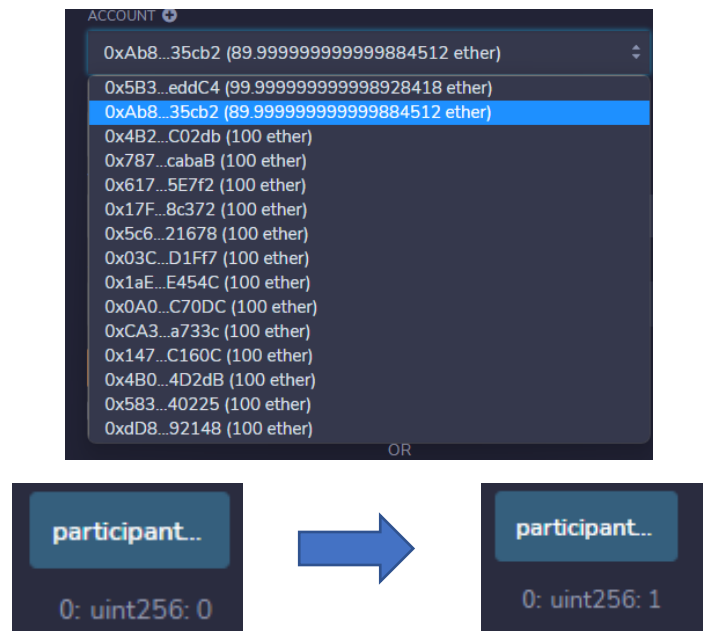 ACCOUNT
0xAb8...35cb2 (89.999999999999884512 ether)
0x5B3...eddC4 (99.999999999998928418 ether)
0xAb8...35cb2 (89.999999999999884512 ether)
0x4B2...C02db (100 ether)
0x787...cabaB (100 ether)
0x617...5E7f2 (100 ether)
0x17F...8c372 (100 ether)
0x5c6...21678 (100 ether)
0x03C...D1Ff7 (100 ether)
0x1aE...E454C (100 ether)
0x0A0...C70DC (100 ether)
0xCA3...a733c (100 ether)
0x147...C160C (100 ether)
0x4B0...4D2dB (100 ether)
0x583...40225 (100 ether)
0xdD8...92148 (100 ether)
OR
participant...
0: uint256: 0
participant...
0: uint256: 1